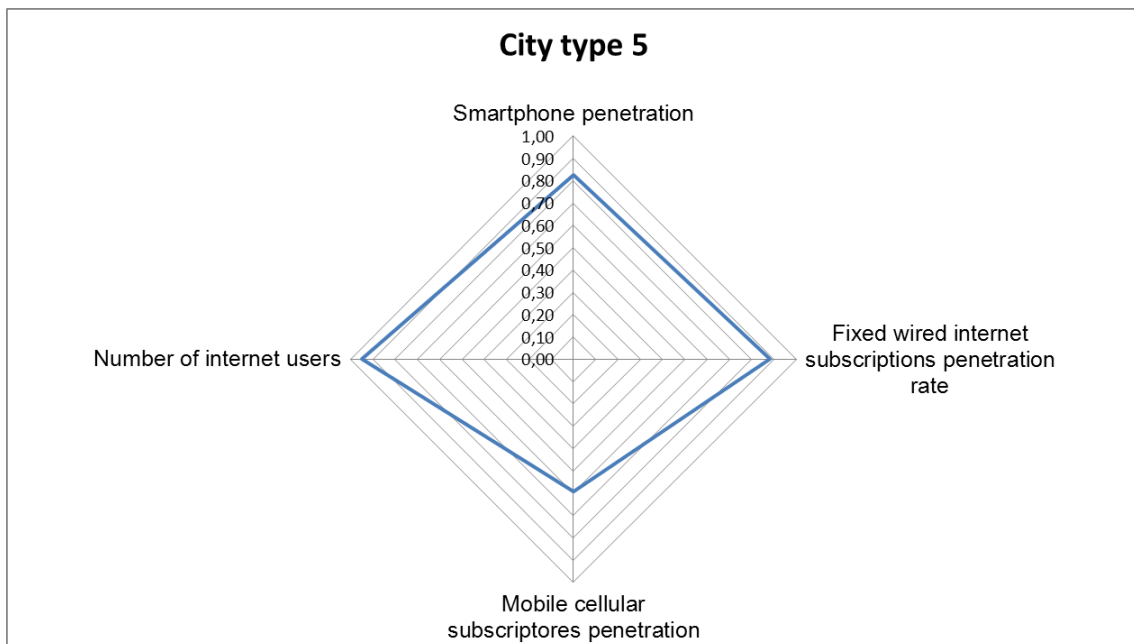 City type 5
Smartphone penetration
1,00
0,90
0,80
0,70
0,60
0,50
0,40
0,30
0,20
0,10
0,00
Number of internet users
Fixed wired internet
subscriptions penetration
rate
Mobile cellular
subscriptores penetration